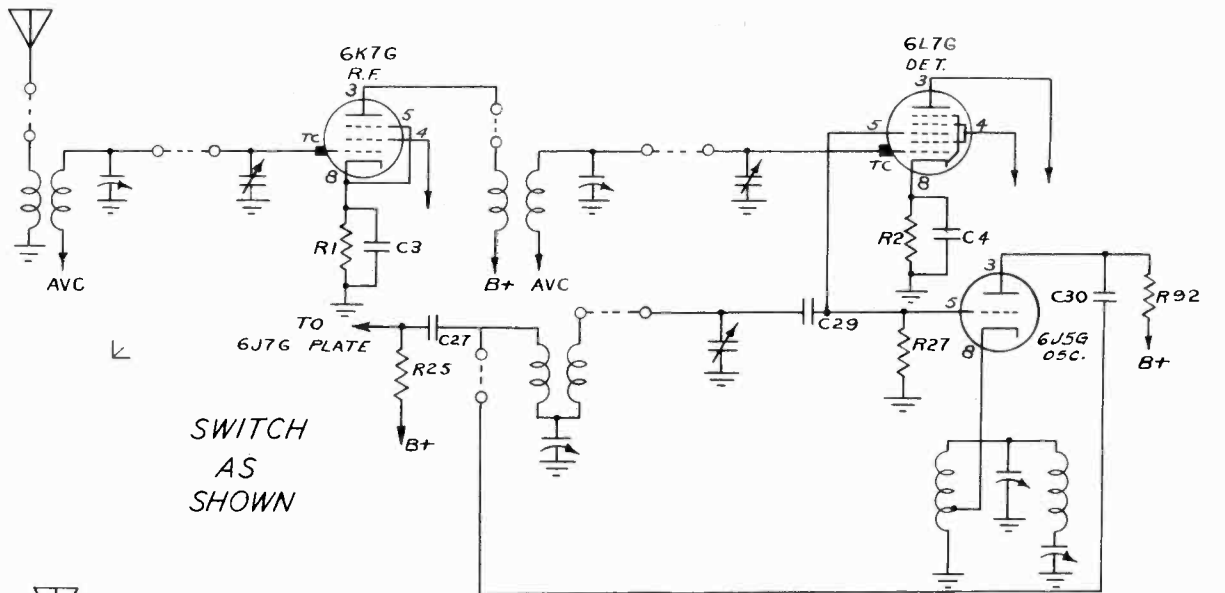 6K7G
R.F.
3
5
4
TC
8
R1
C3
AVC
B+
AVC
6L7G
DET.
3
5
4
TC
8
R2
C4
3
C30
R92
5
C29
R27
8
6J5G
OSC.
B+
TO
6J7G PLATE
C27
R25
B+
SWITCH
AS
SHOWN